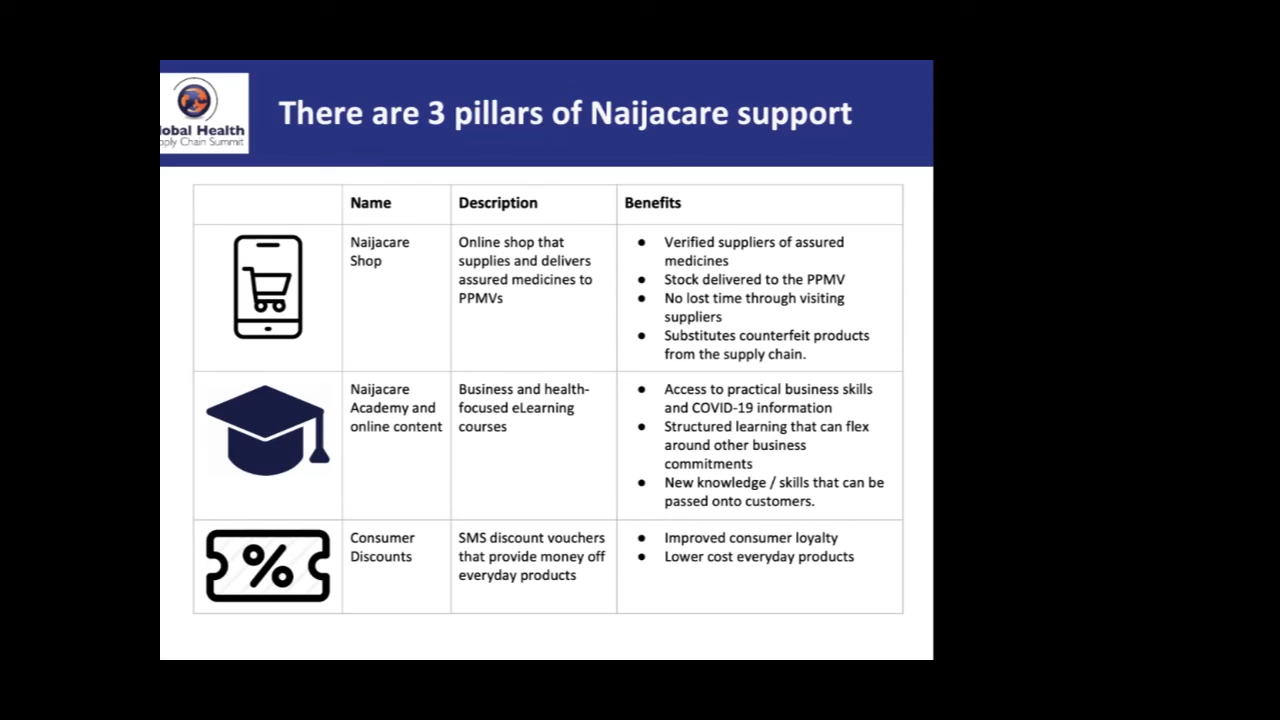 lobal Health
pply Chain Summit
There are 3 pillars of Naijacare support
Name
Description
Benefits
Naijacare
Shop
Online shop that
supplies and delivers
assured medicines to
PPMVs
● Verified suppliers of assured
medicines
● Stock delivered to the PPMV
● No lost time through visiting
suppliers
● Substitutes counterfeit products
from the supply chain.
Naijacare
Academy and
online content
Business and health-
focused eLearning
courses
● Access to practical business skills
and COVID-19 information
● Structured learning that can flex
around other business
commitments
● New knowledge / skills that can be
passed onto customers.
%
Consumer
Discounts
SMS discount vouchers
that provide money off
everyday products
● Improved consumer loyalty
● Lower cost everyday products